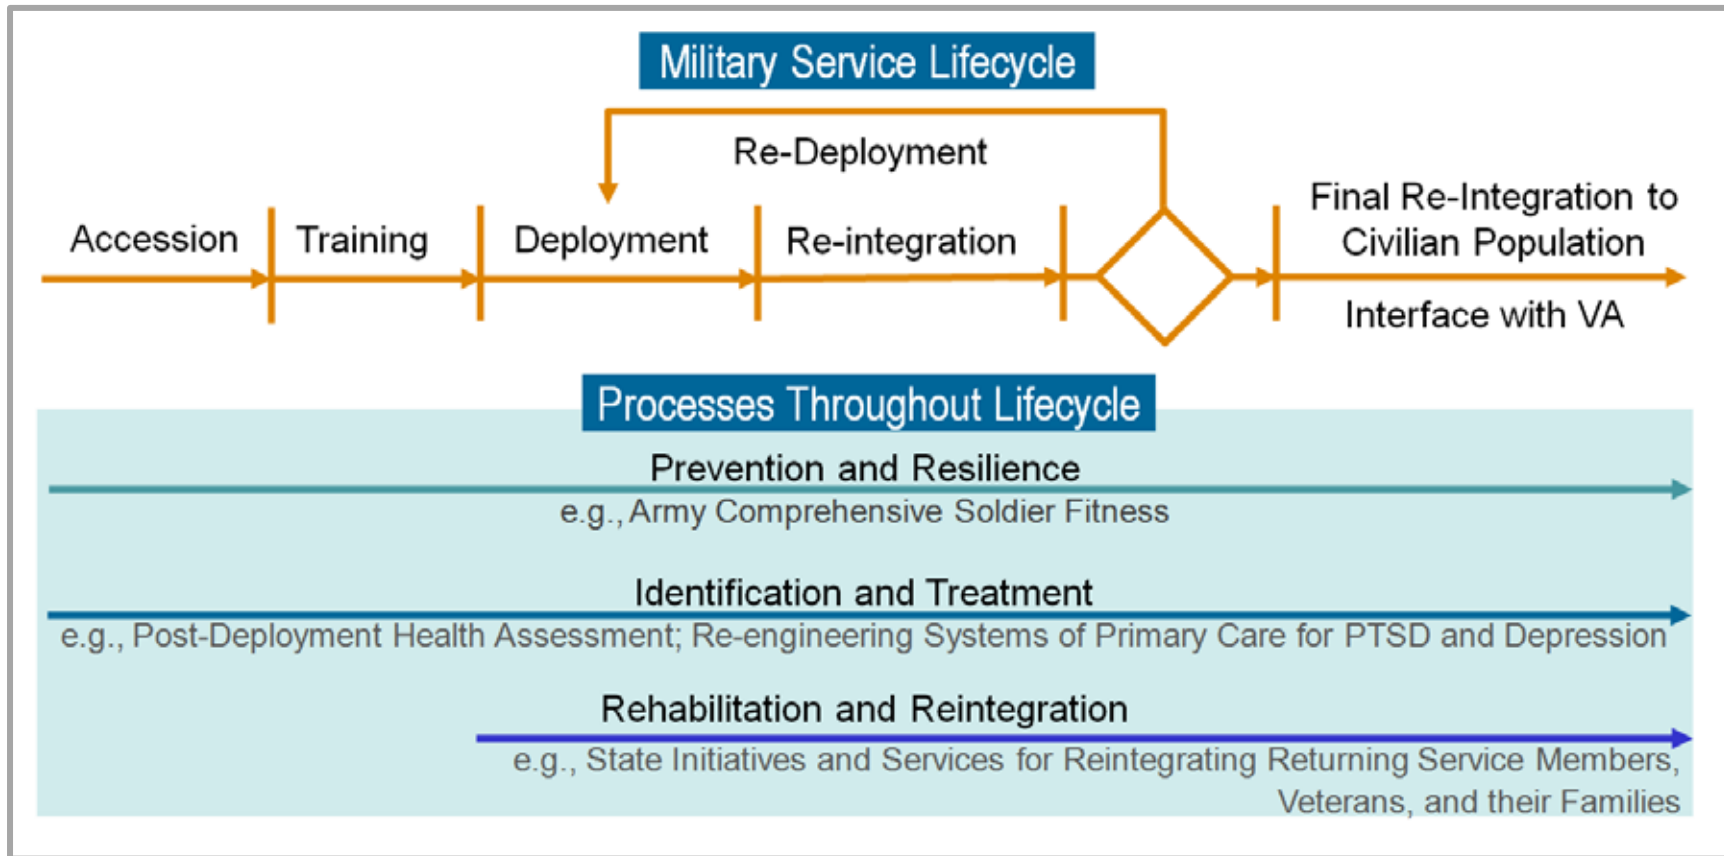 Military Service Lifecycle
Re-Deployment
Accession
Training
Deployment
Re-integration
Final Re-Integration to
Civilian Population
Interface with VA
Processes Throughout Lifecycle
Prevention and Resilience
e.g., Army Comprehensive Soldier Fitness
Identification and Treatment
e.g., Post-Deployment Health Assessment; Re-engineering Systems of Primary Care for PTSD and Depression
Rehabilitation and Reintegration
e.g., State Initiatives and Services for Reintegrating Returning Service Members,
Veterans, and their Families